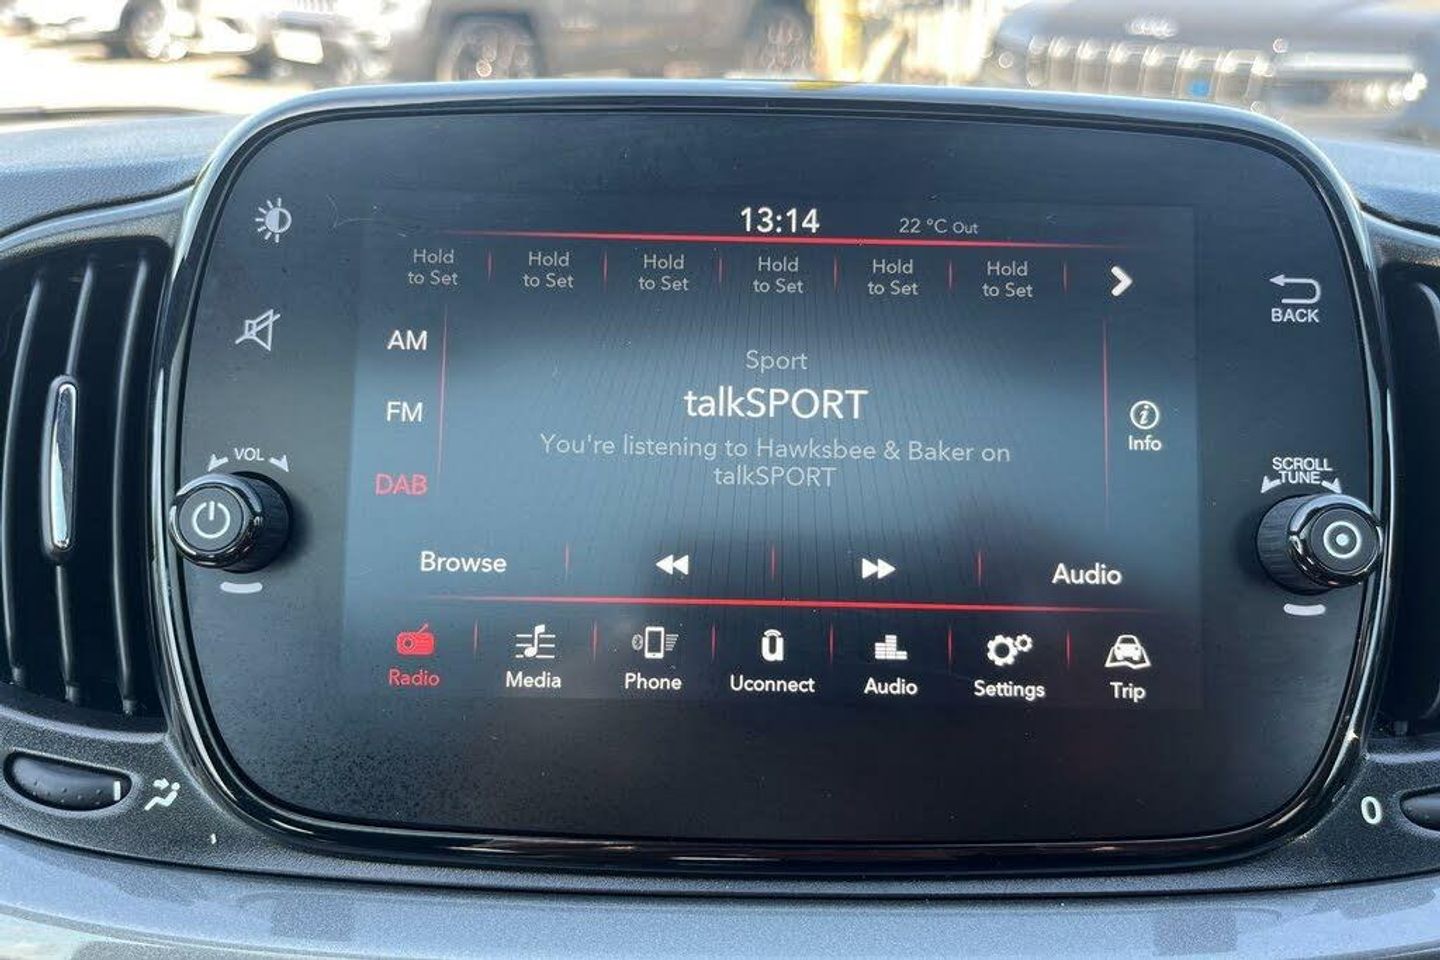 13:14
22 °C Out
Hold
to Set
Hold
to Set
Hold
to Set
Hold
to Set
Hold
to Set
Hold
to Set
BACK
AM
FM
DAB
Sport
talkSPORT
You're listening to Hawksbee & Baker on
talkSPORT
i
Info
VOL
SCROLL
TUNE
Browse
Audio
Radio
Media
Phone
Uconnect
Audio
Settings
Trip
0